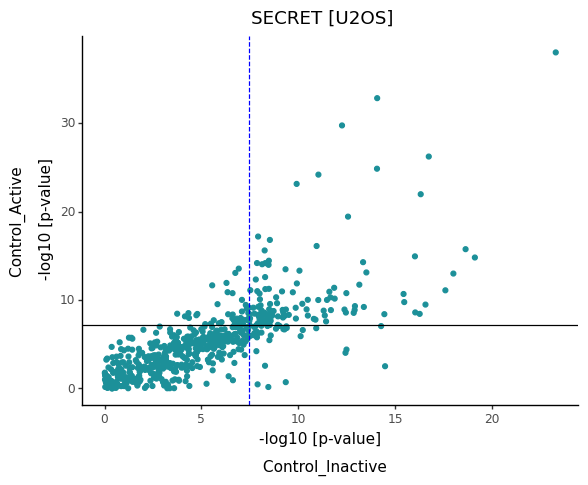 SECRET [U2OS]
Control_Active
-log10 [p-value]
30
20
10
0
0 5 10 15 20
-log10 [p-value]
Control_Inactive